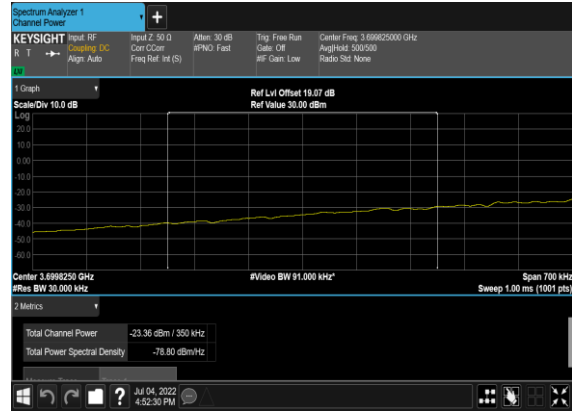 Spectrum Analyzer 1
Channel Power
KEYSIGHT Input: RF
R T Coupling: DC
Align: Auto
Input Z: 50 Ω
Corr CCorr
Freq Ref: Int (S)
Atten: 30 dB
#PNO: Fast
Trig: Free Run
Gate: Off
#IF Gain: Low
Center Freq: 3.699825000 GHz
Avg|Hold: 500/500
Radio Std: None
LM
1 Graph
Scale/Div 10.0 dB
Ref Lvl Offset 19.07 dB
Ref Value 30.00 dBm
Log
20.0
10.0
0.00
-10.0
-20.0
-30.0
-40.0
-50.0
-60.0
Center 3.6998250 GHz
#Res BW 30.000 kHz
#Video BW 91.000 kHz*
Span 700 kHz
Sweep 1.00 ms (1001 pts)
2 Metrics
Total Channel Power -23.36 dBm / 350 kHz
Total Power Spectral Density -78.80 dBm/Hz
?
Jul 04, 2022
4:52:30 PM